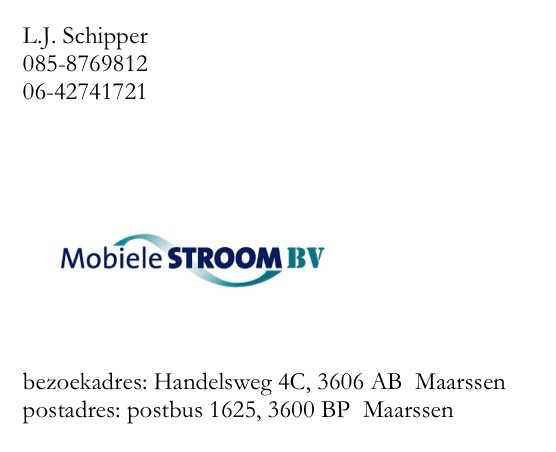 L.J. Schipper
085-8769812
06-42741721
Mobiele STROOM BV
bezoekadres: Handelsweg 4C, 3606 AB  Maarssen
postadres: postbus 1625, 3600 BP  Maarssen